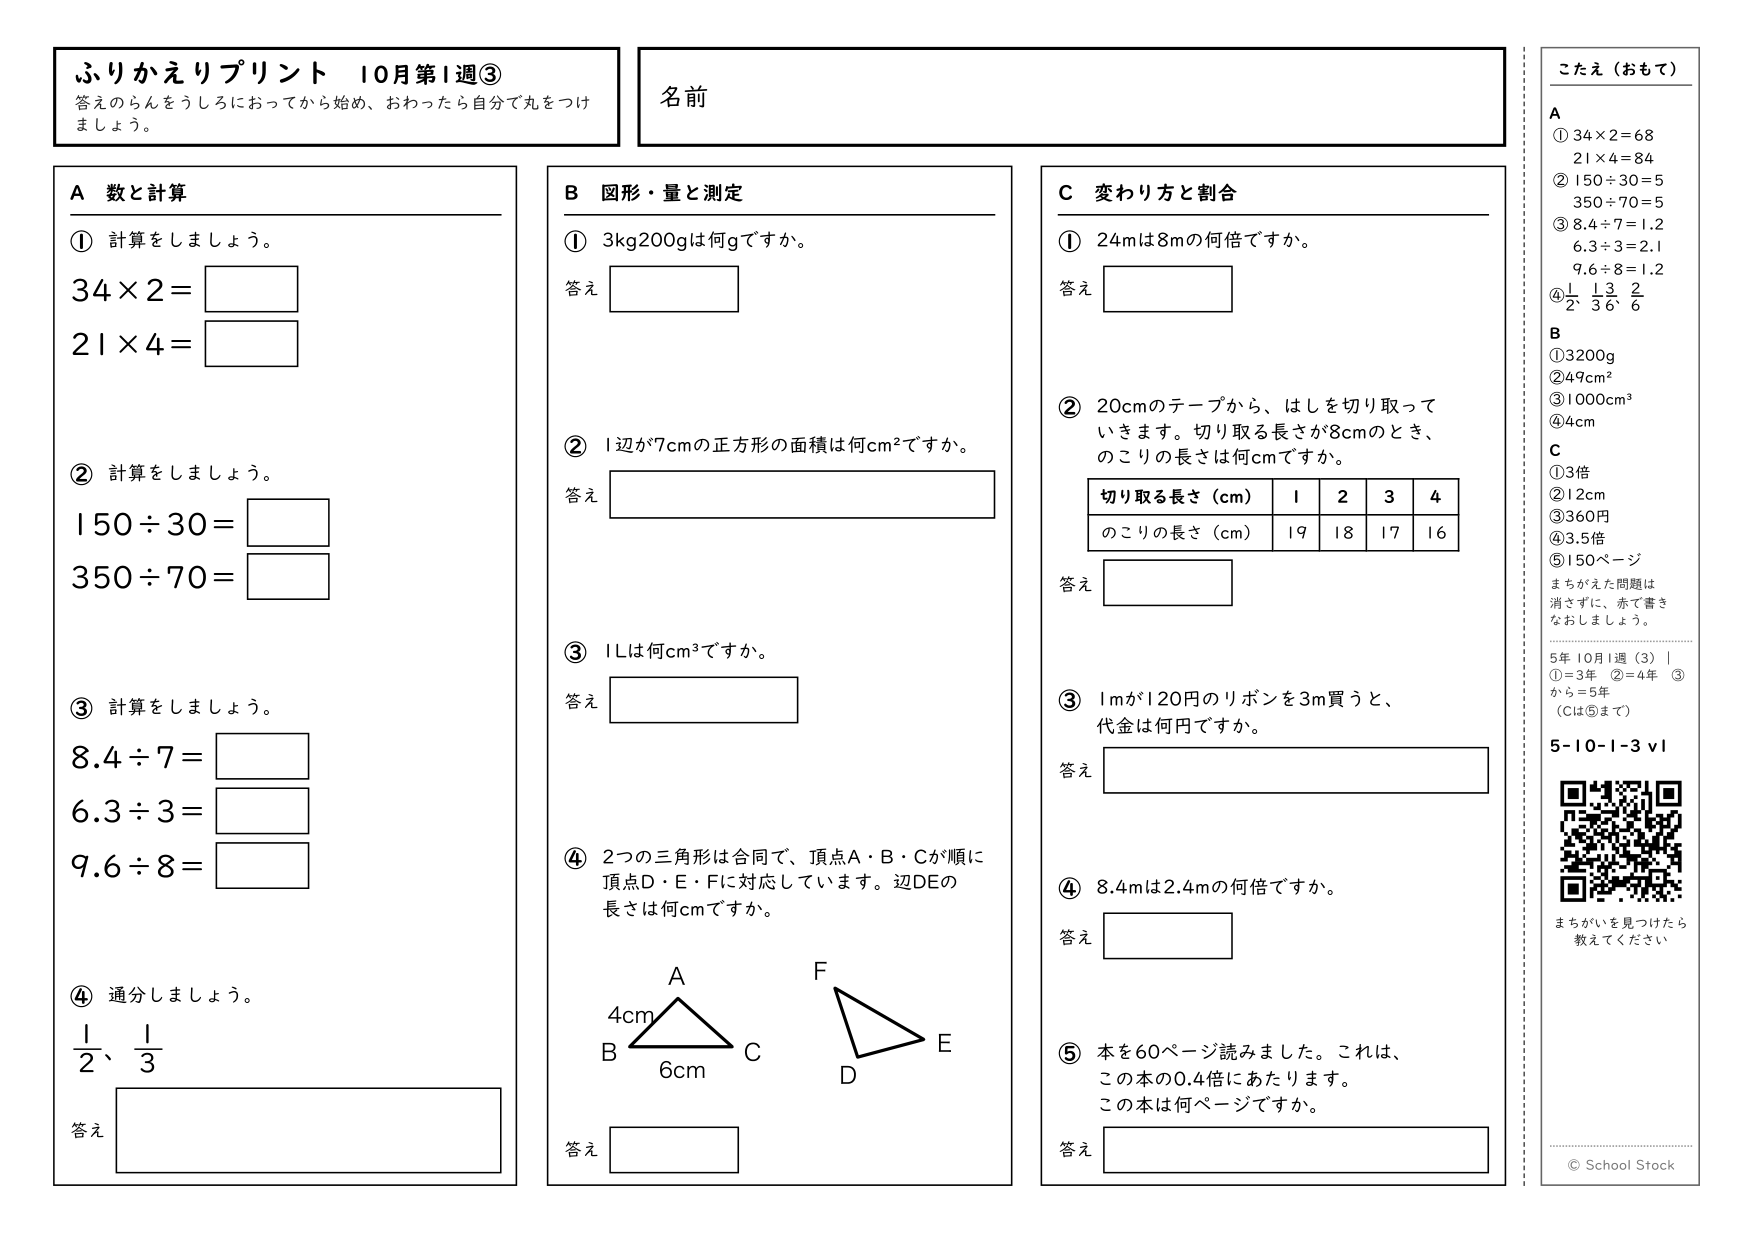 ふりかえりプリント　10月第1週③
答えのらんをうしろにおってから始め、おわったら自分で丸をつけ
ましょう。
名前
A　数と計算
① 計算をしましょう。
34×2＝
21×4＝
② 計算をしましょう。
150÷30＝
350÷70＝
③ 計算をしましょう。
8.4÷7＝
6.3÷3＝
9.6÷8＝
④ 通分しましょう。
1/2、1/3
答え
B　図形・量と測定
① 3kg200gは何gですか。
答え
② 1辺が7cmの正方形の面積は何cm²ですか。
答え
③ 1Lは何cm³ですか。
答え
④ 2つの三角形は合同で、頂点A・B・Cが順に
頂点D・E・Fに対応しています。辺DEの
長さは何cmですか。
A
4cm
B
C
6cm
F
E
D
答え
C　変わり方と割合
① 24mは8mの何倍ですか。
答え
② 20cmのテープから、はしを切り取って
いきます。切り取る長さが8cmのとき、
のこりの長さは何cmですか。
切り取る長さ（cm） 1 2 3 4
のこりの長さ（cm） 19 18 17 16
答え
③ 1mが120円のリボンを3m買うと、
代金は何円ですか。
答え
④ 8.4mは2.4mの何倍ですか。
答え
⑤ 本を60ページ読みました。これは、
この本の0.4倍にあたります。
この本は何ページですか。
答え
こたえ（おもて）
A
① 34×2＝68
21×4＝84
② 150÷30＝5
350÷70＝5
③ 8.4÷7＝1.2
6.3÷3＝2.1
9.6÷8＝1.2
④1/2、1/3 3/6、2/6
B
①3200g
②49cm²
③1000cm³
④4cm
C
①3倍
②12cm
③360円
④3.5倍
⑤150ページ
まちがえた問題は
消さずに、赤で書き
なおしましょう。
5年 10月1週（3）｜
①＝3年　②＝4年　③
から＝5年
（Cは⑤まで）
5-10-1-3 v1
まちがいを見つけたら
教えてください
© School Stock